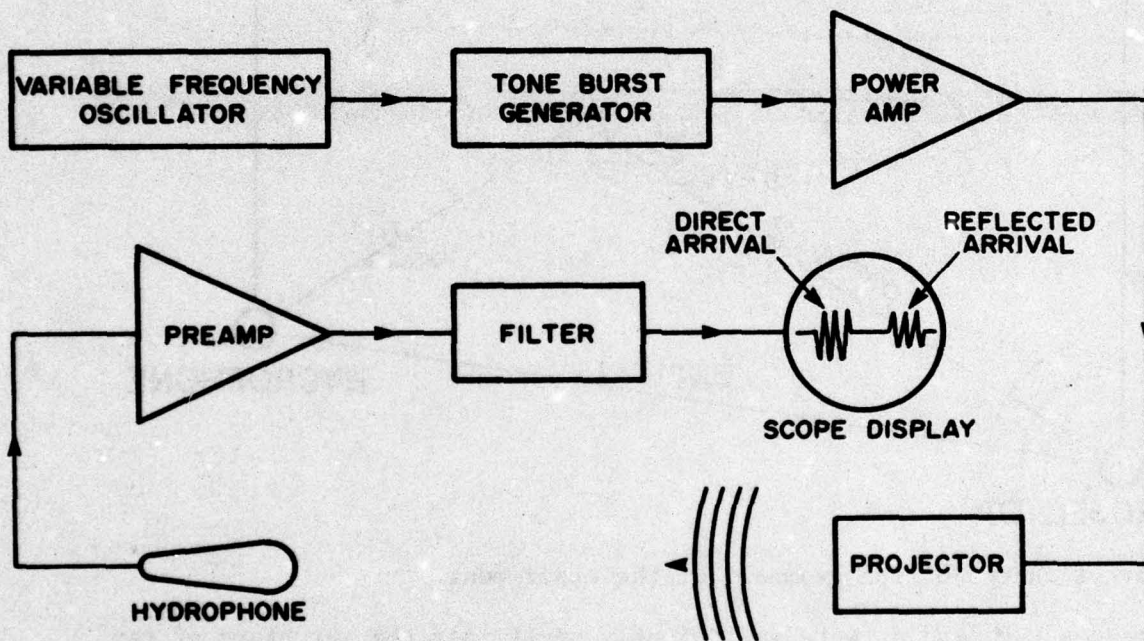 VARIABLE FREQUENCY
OSCILLATOR
TONE BURST
GENERATOR
POWER
AMP
DIRECT
ARRIVAL
REFLECTED
ARRIVAL
PREAMP
FILTER
SCOPE DISPLAY
HYDROPHONE
PROJECTOR